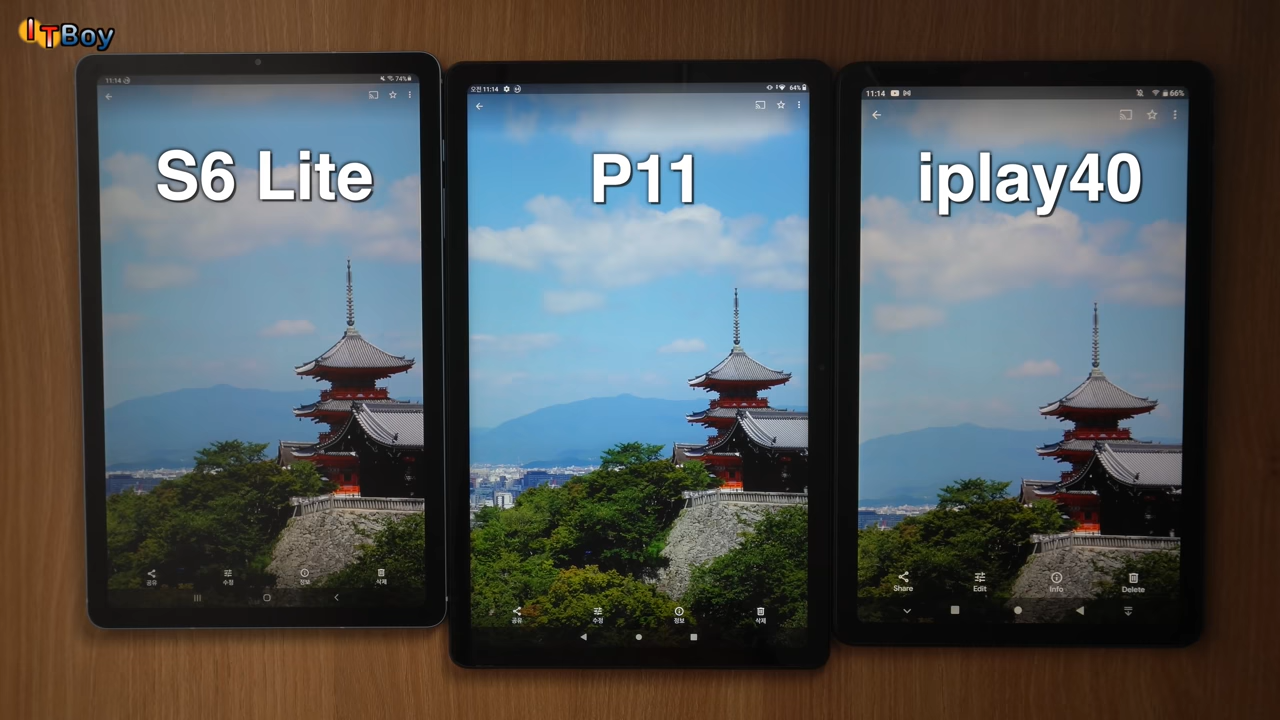 ITBoy
11:14
74%
S6 Lite
공유
수정
정보
삭제
오전 11:14
64%
P11
공유
수정
정보
삭제
11:14
66%
iplay40
Share
Edit
Info
Delete